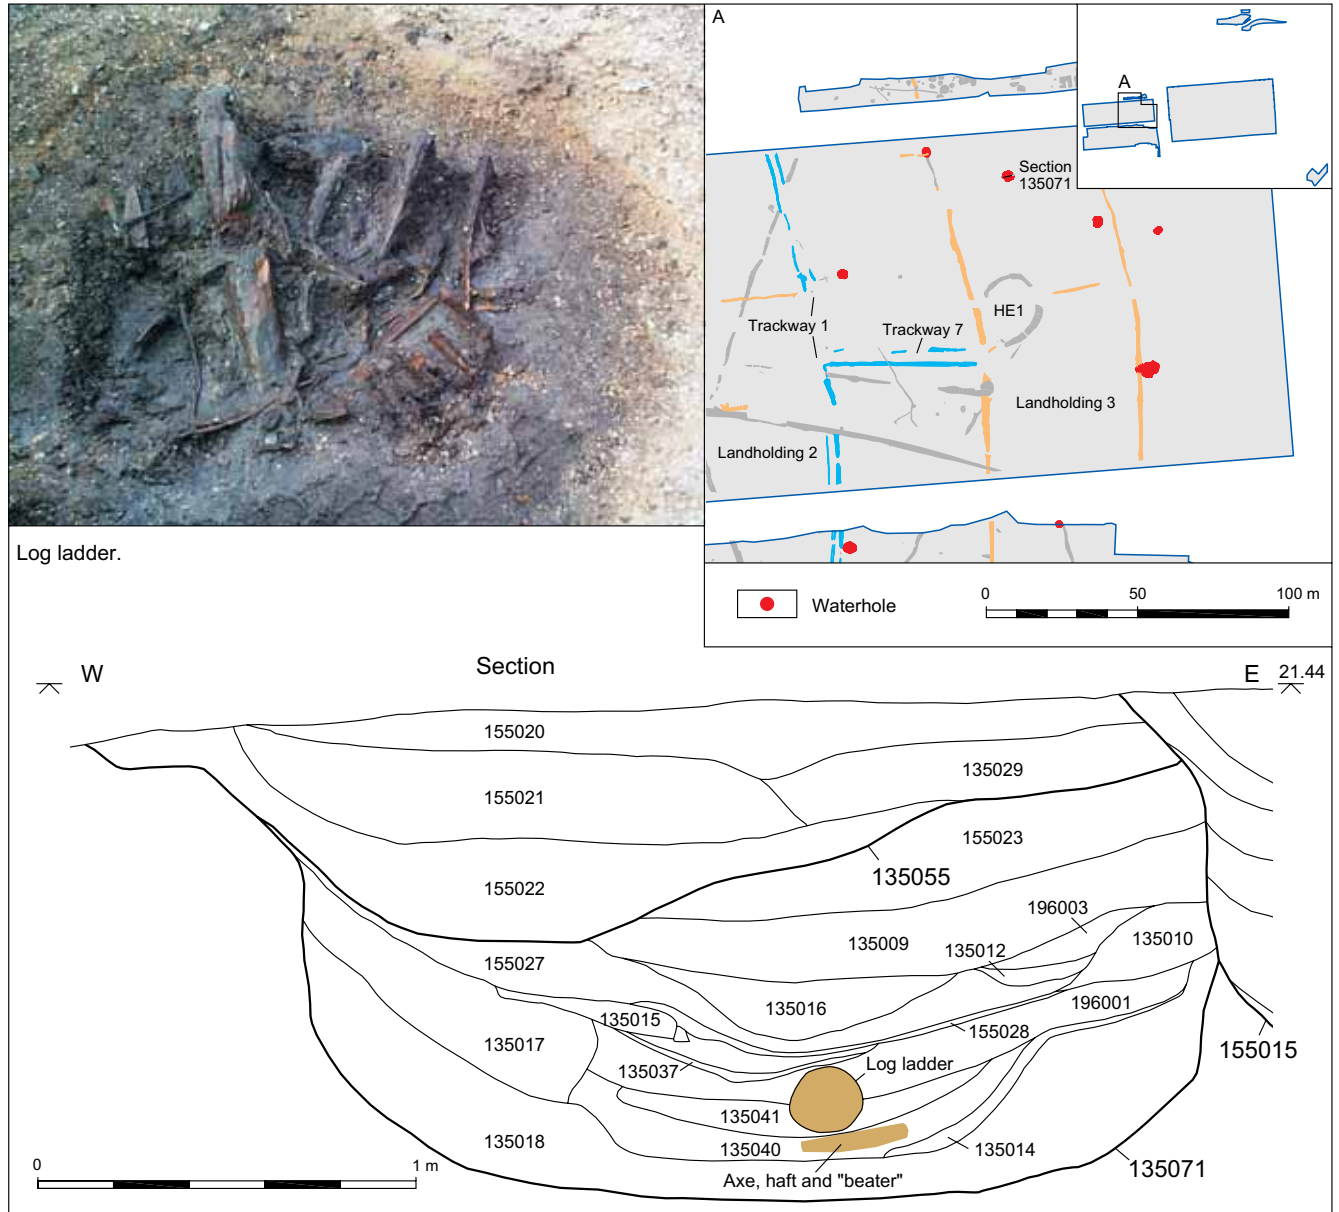 A
A
Section
135071
HE1
Trackway 1
Trackway 7
Landholding 3
Landholding 2
Waterhole
0
50
100 m
Log ladder.
W
Section
E
21.44
155020
135029
155021
155023
135055
155022
196003
135009
135012
135010
155027
135016
196001
135015
155028
135017
155015
135037
Log ladder
135041
135018
135040
135014
135071
Axe, haft and "beater"
0
1 m